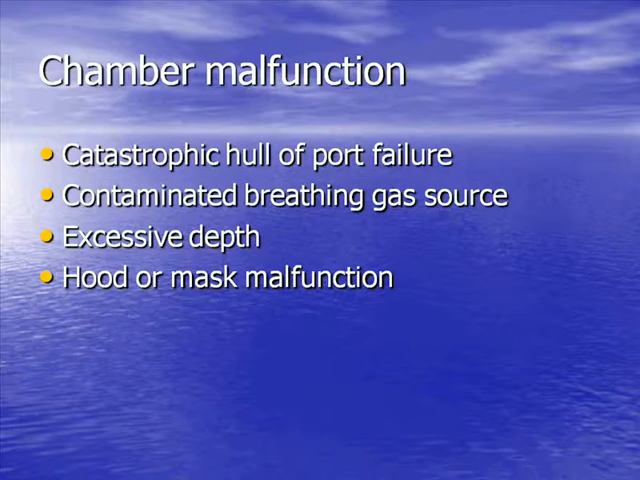 Chamber malfunction
• Catastrophic hull of port failure
• Contaminated breathing gas source
• Excessive depth
• Hood or mask malfunction